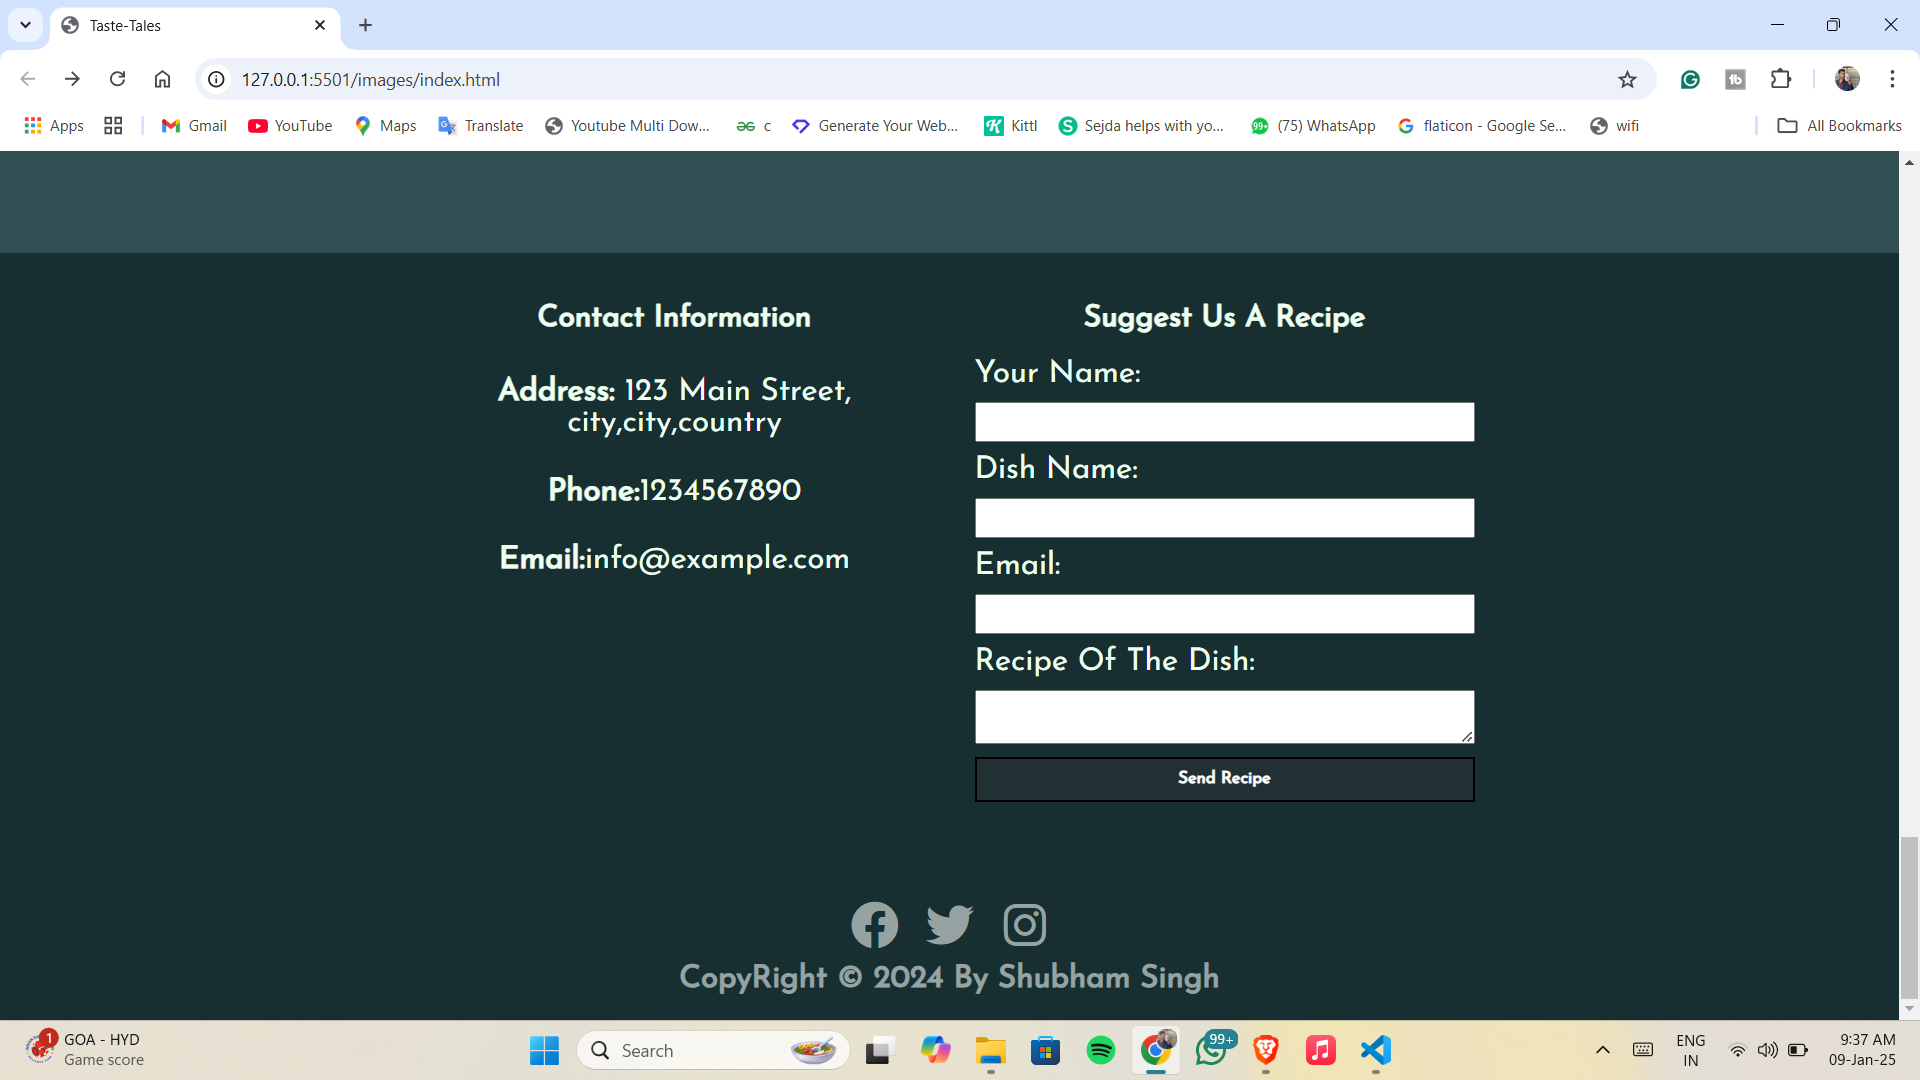 Taste-Tales
127.0.0.1:5501/images/index.html
Apps
Gmail
YouTube
Maps
Translate
Youtube Multi Dow...
c
Generate Your Web...
Kittl
Sejda helps with yo...
99+
(75) WhatsApp
flaticon - Google Se...
wifi
All Bookmarks
Contact Information
Address: 123 Main Street,
city,city,country
Phone:1234567890
Email:info@example.com
Suggest Us A Recipe
Your Name:
Dish Name:
Email:
Recipe Of The Dish:
Send Recipe
CopyRight © 2024 By Shubham Singh
1
GOA - HYD
Game score
Search
99+
ENG
IN
9:37 AM
09-Jan-25